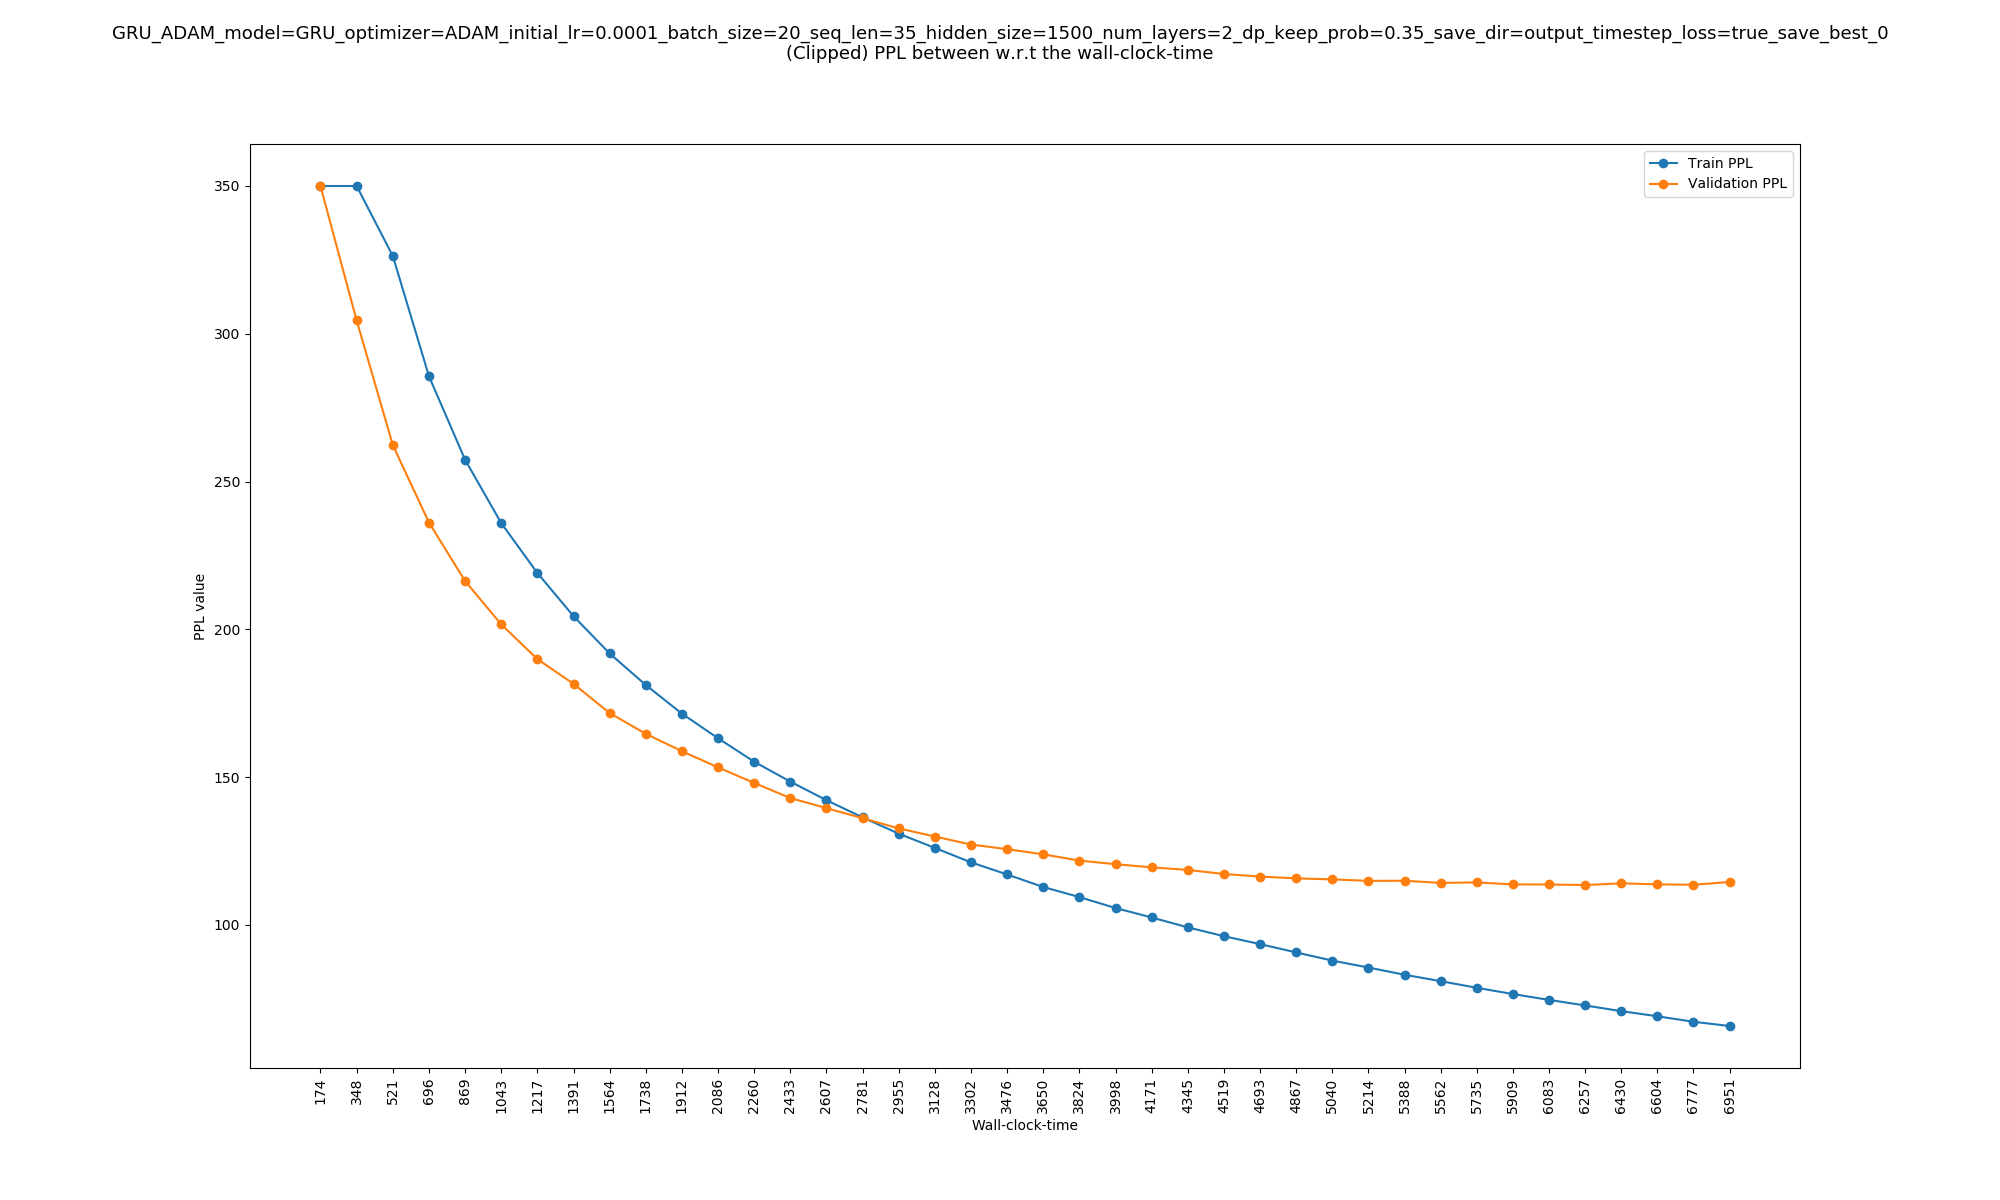 GRU_ADAM_model=GRU_optimizer=ADAM_initial_lr=0.0001_batch_size=20_seq_len=35_hidden_size=1500_num_layers=2_dp_keep_prob=0.35_save_dir=output_timestep_loss=true_save_best_0
(Clipped) PPL between w.r.t the wall-clock-time
Train PPL
Validation PPL
350
300
250
200
150
100
PPL value
174 348 521 696 869 1043 1217 1391 1564 1738 1912 2086 2260 2433 2607 2781 2955 3128 3302 3476 3650 3824 3998 4171 4345 4519 4693 4867 5040 5214 5388 5562 5735 5909 6083 6257 6430 6604 6777 6951
Wall-clock-time